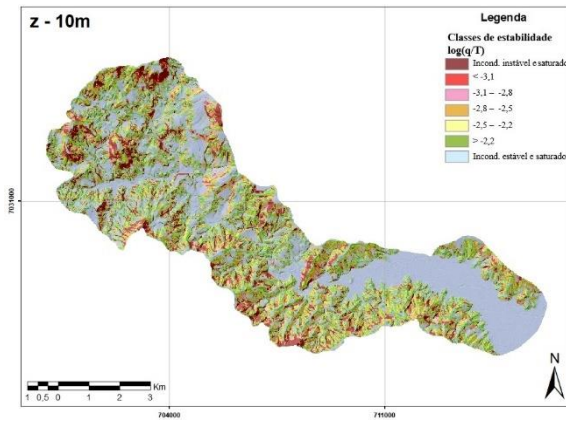 z - 10m
Legenda
Classes de estabilidade
log(q/T)
Incond. instável e saturado
< -3,1
-3,1 – -2,8
-2,8 – -2,5
-2,5 – -2,2
> -2,2
Incond. estável e saturado
7031000
N
Km
1 0,5 0 1 2 3
704000
711000